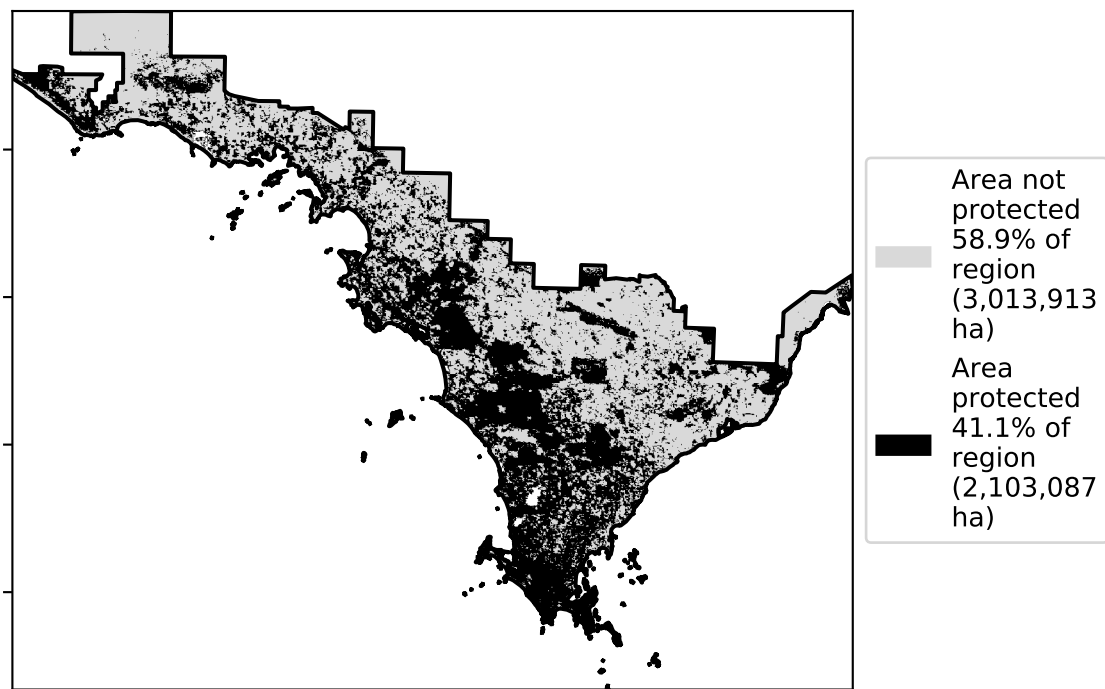 Area not
protected
58.9% of
region
(3,013,913
ha)
Area
protected
41.1% of
region
(2,103,087
ha)